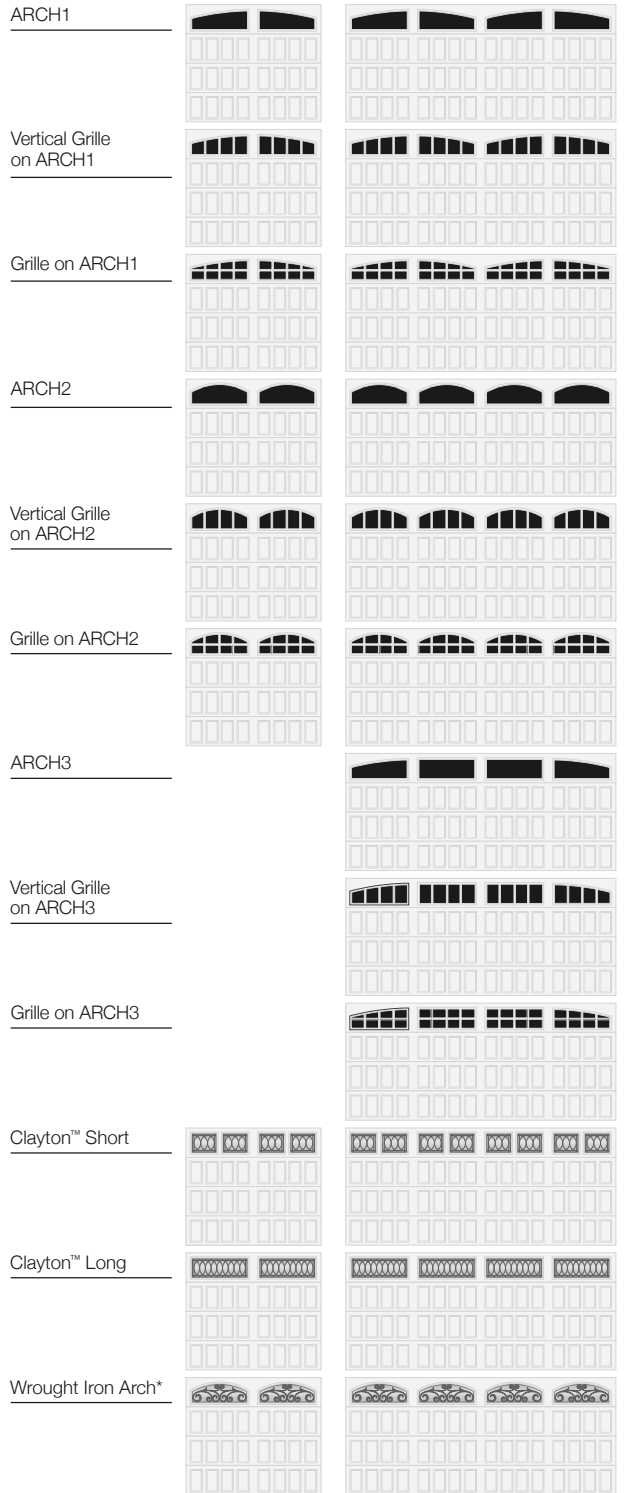 ARCH1
Vertical Grille
on ARCH1
Grille on ARCH1
ARCH2
Vertical Grille
on ARCH2
Grille on ARCH2
ARCH3
Vertical Grille
on ARCH3
Grille on ARCH3
Clayton™ Short
Clayton™ Long
Wrought Iron Arch*